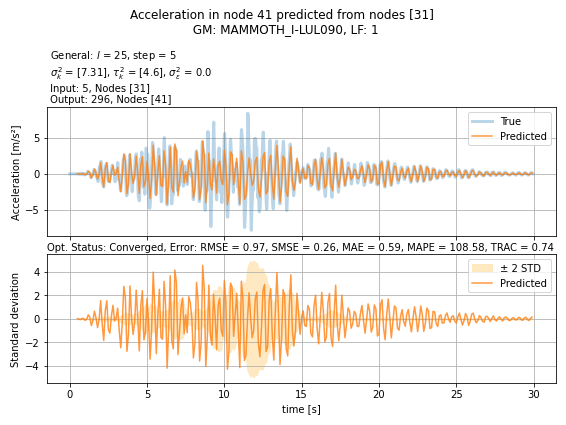 Acceleration in node 41 predicted from nodes [31]
GM: MAMMOTH_I-LUL090, LF: 1
General: l = 25, step = 5
σ²ₖ = [7.31], τ²ₖ = [4.6], σ²ε = 0.0
Input: 5, Nodes [31]
Output: 296, Nodes [41]
Acceleration [m/s²]
5
0
−5
True
Predicted
Opt. Status: Converged, Error: RMSE = 0.97, SMSE = 0.26, MAE = 0.59, MAPE = 108.58, TRAC = 0.74
Standard deviation
4
2
0
−2
−4
± 2 STD
Predicted
0 5 10 15 20 25 30
time [s]